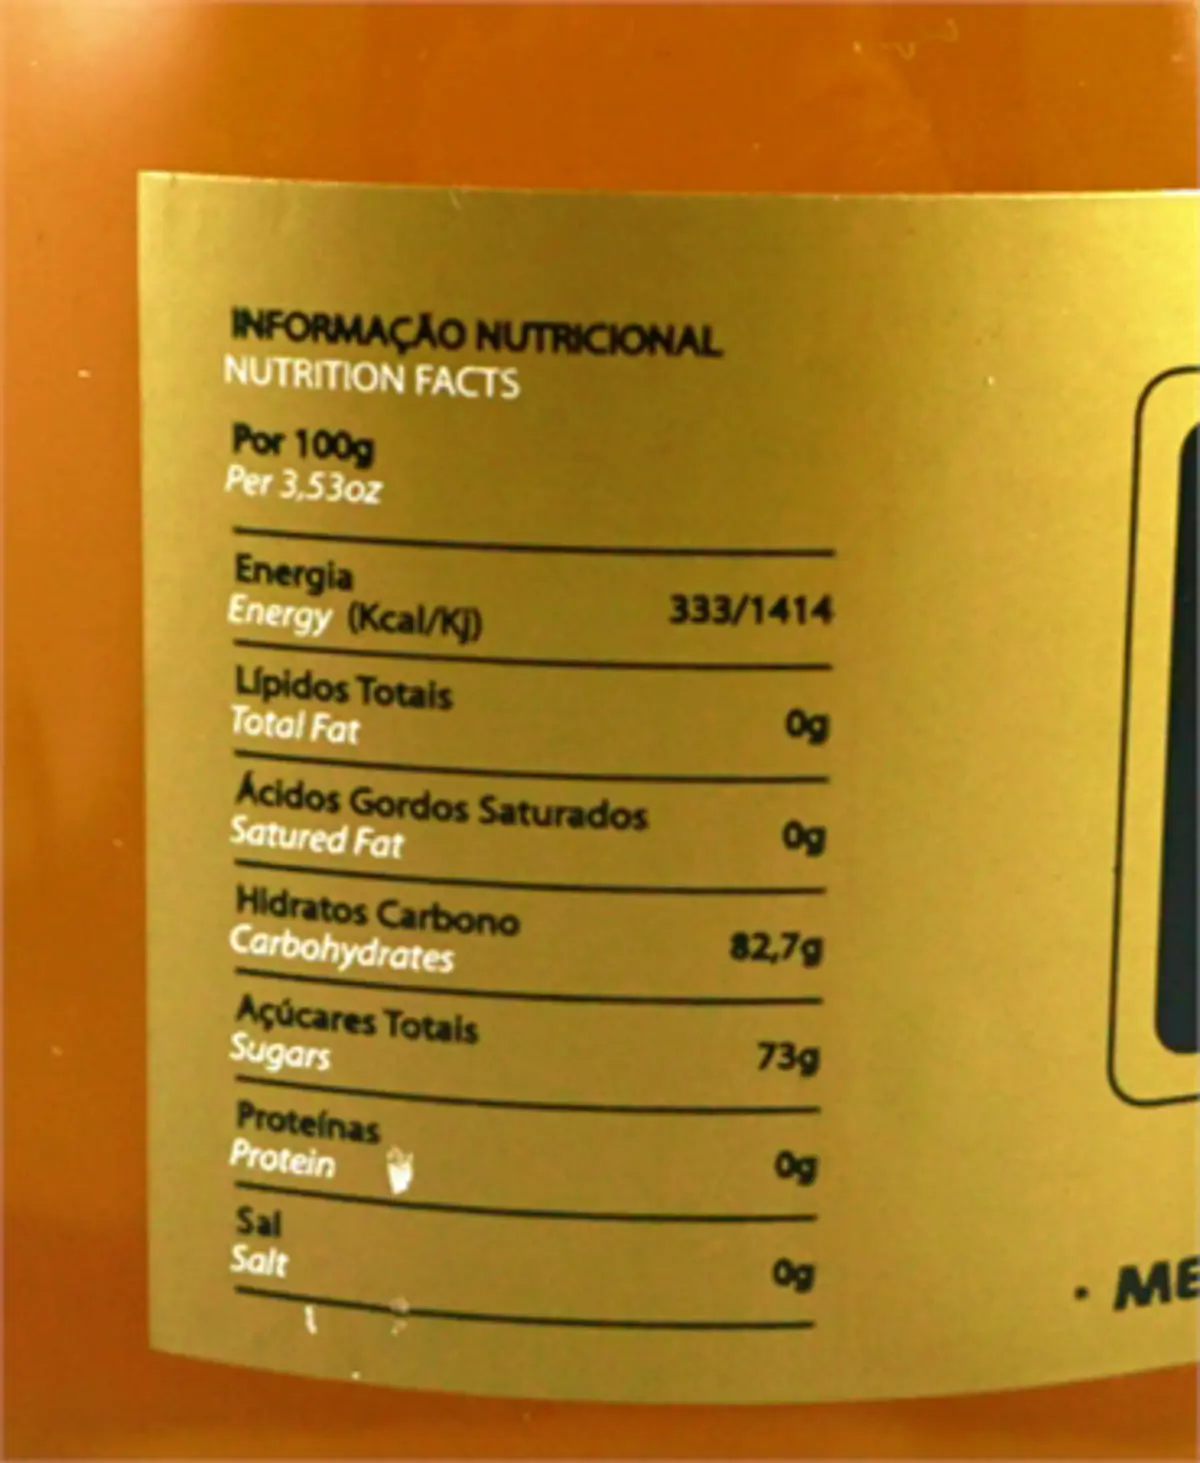 INFORMAÇÃO NUTRICIONAL
NUTRITION FACTS
Por 100g
Per 3,53oz
Energia
Energy (Kcal/Kj) 333/1414
Lípidos Totais
Total Fat 0g
Ácidos Gordos Saturados
Satured Fat 0g
Hidratos Carbono
Carbohydrates 82,7g
Açúcares Totais
Sugars 73g
Proteínas
Protein 0g
Sal
Salt 0g
· ME